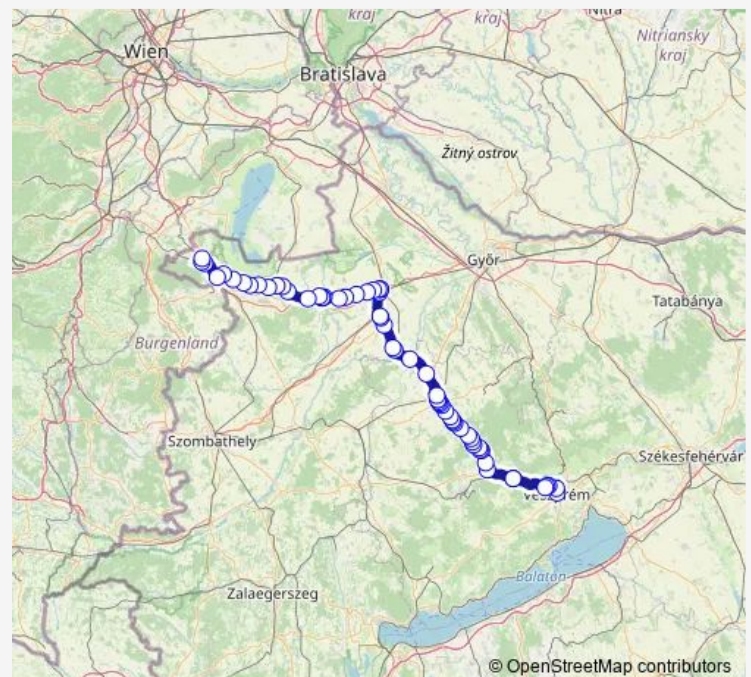 kraj
kraj
Nitra
Nitriansky
kraj
Wien
Bratislava
Žitný ostrov
Győr
Tatabánya
Burgenland
Szombathely
Székesfehérvár
Veszprém
Balaton
Zalaegerszeg
© OpenStreetMap contributors